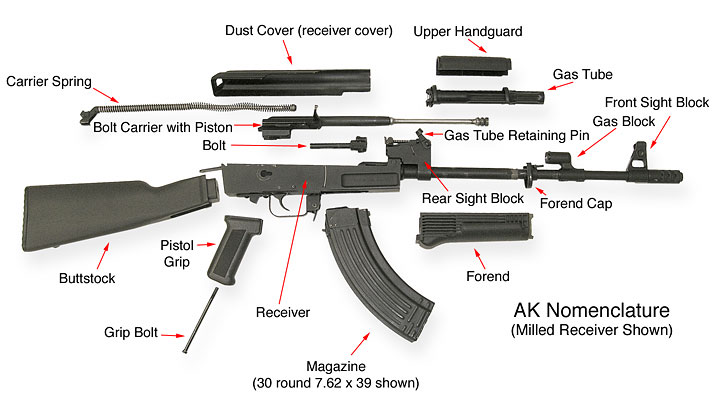 Dust Cover (receiver cover)
Upper Handguard
Carrier Spring
Gas Tube
Front Sight Block
Gas Block
Bolt Carrier with Piston
Gas Tube Retaining Pin
Bolt
Rear Sight Block
Forend Cap
Pistol
Grip
Buttstock
Forend
Receiver
Grip Bolt
AK Nomenclature
(Milled Receiver Shown)
Magazine
(30 round 7.62 x 39 shown)